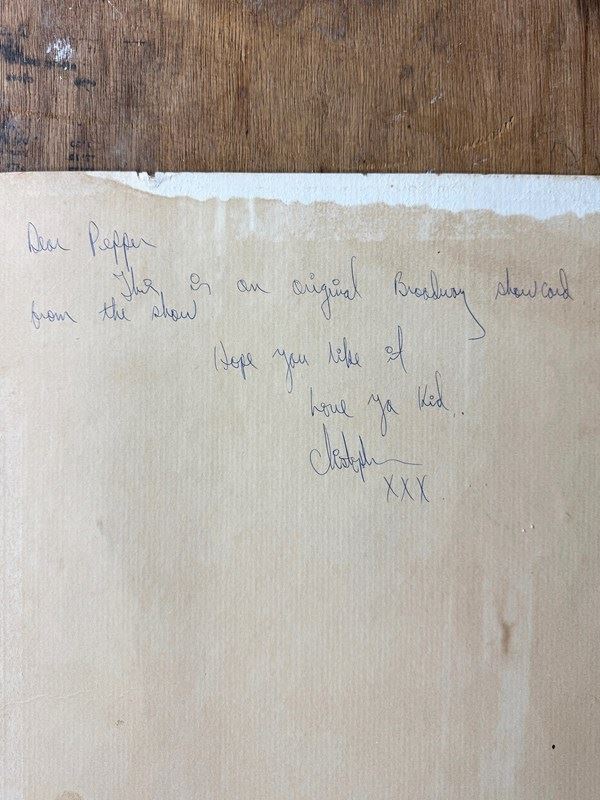 Dear Pepper
This is an original Broadway showcard
from the show
Hope you like it
Love ya Kid..
Christopher
XXX